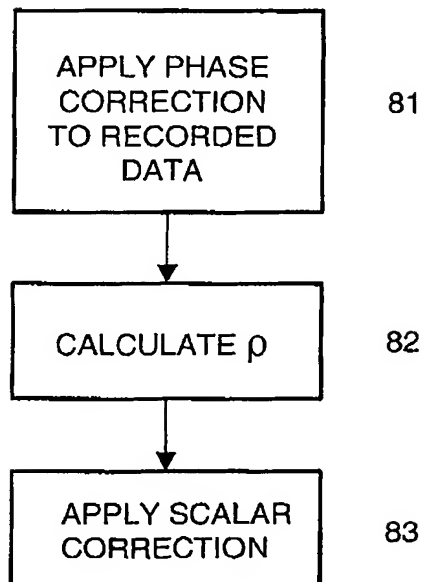 APPLY PHASE
CORRECTION
TO RECORDED
DATA
81
CALCULATE ρ
82
APPLY SCALAR
CORRECTION
83